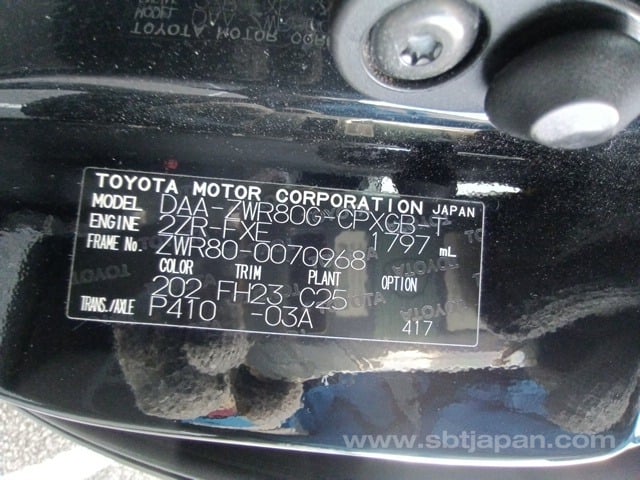 TOYOTA MOTOR CORPORATION JAPAN
MODEL DAA-ZWR80G-CPXGB-T
ENGINE 2ZR-FXE 1797 mL
FRAME No. ZWR80-0070968
COLOR TRIM PLANT OPTION
202 FH23 C25
TRANS./AXLE P410 -03A 417
www.sbtjapan.com